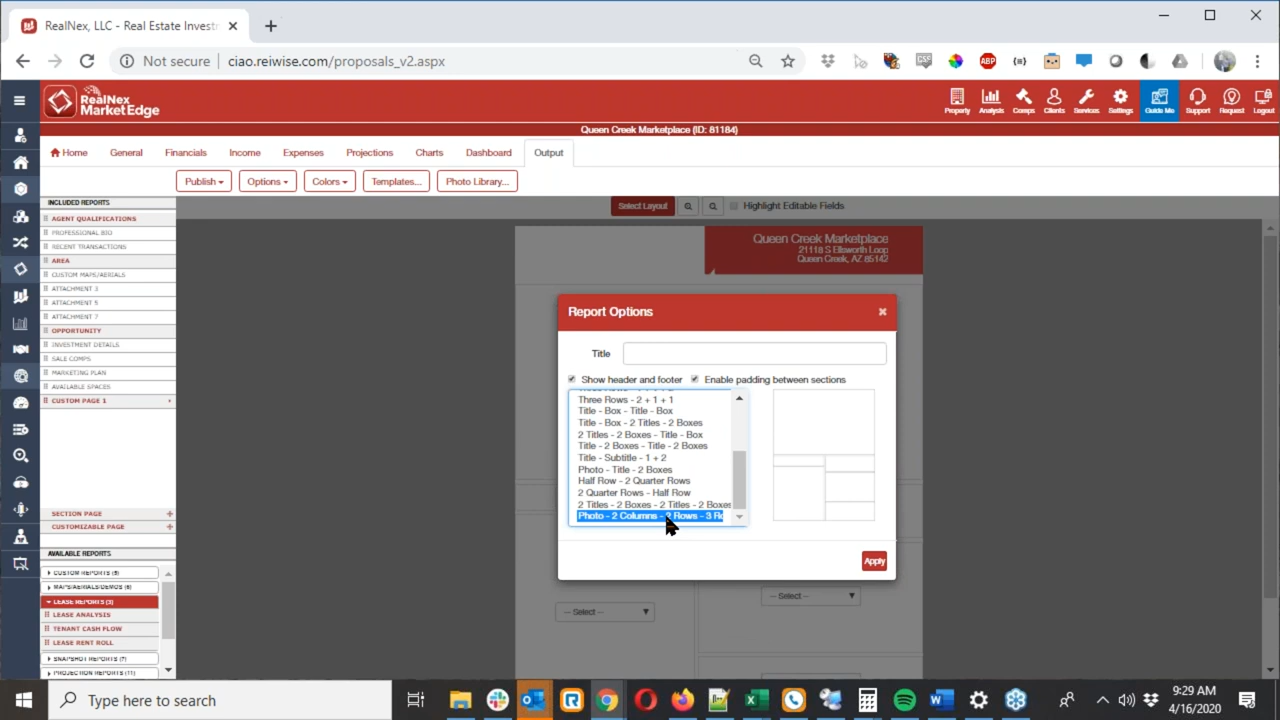 RealNex, LLC - Real Estate Invest
Not secure | ciao.reiwise.com/proposals_v2.aspx
RealNex
MarketEdge
Property
Analysis
Comps
Clients
Services
Settings
Guide Me
Support
Request
Logout
Queen Creek Marketplace (ID: 81184)
Home General Financials Income Expenses Projections Charts Dashboard Output
Publish Options Colors Templates... Photo Library...
INCLUDED REPORTS
Select Layout Highlight Editable Fields
AGENT QUALIFICATIONS
PROFESSIONAL BIO
RECENT TRANSACTIONS
AREA
CUSTOM MAPS/AERIALS
ATTACHMENT 3
ATTACHMENT 5
ATTACHMENT 7
OPPORTUNITY
INVESTMENT DETAILS
SALE COMPS
MARKETING PLAN
AVAILABLE SPACES
CUSTOM PAGE 1
SECTION PAGE
CUSTOMIZABLE PAGE
AVAILABLE REPORTS
CUSTOM REPORTS (5)
MAPS/AERIALS/DEMOS (6)
LEASE REPORTS (3)
LEASE ANALYSIS
TENANT CASH FLOW
LEASE RENT ROLL
SNAPSHOT REPORTS (7)
PROJECTION REPORTS (11)
Queen Creek Marketplace
21118 S Ellsworth Loop
Queen Creek, AZ 85142
Report Options
Title
Show header and footer Enable padding between sections
Three Rows - 2 + 1 + 1
Title - Box - Title - Box
Title - Box - 2 Titles - 2 Boxes
2 Titles - 2 Boxes - Title - Box
Title - 2 Boxes - Title - 2 Boxes
Title - Subtitle - 1 + 2
Photo - Title - 2 Boxes
Half Row - 2 Quarter Rows
2 Quarter Rows - Half Row
2 Titles - 2 Boxes - 2 Titles - 2 Boxes
Photo - 2 Columns - 2 Rows - 3 Ro
Apply
-- Select --
-- Select --
Type here to search
9:29 AM
4/16/2020